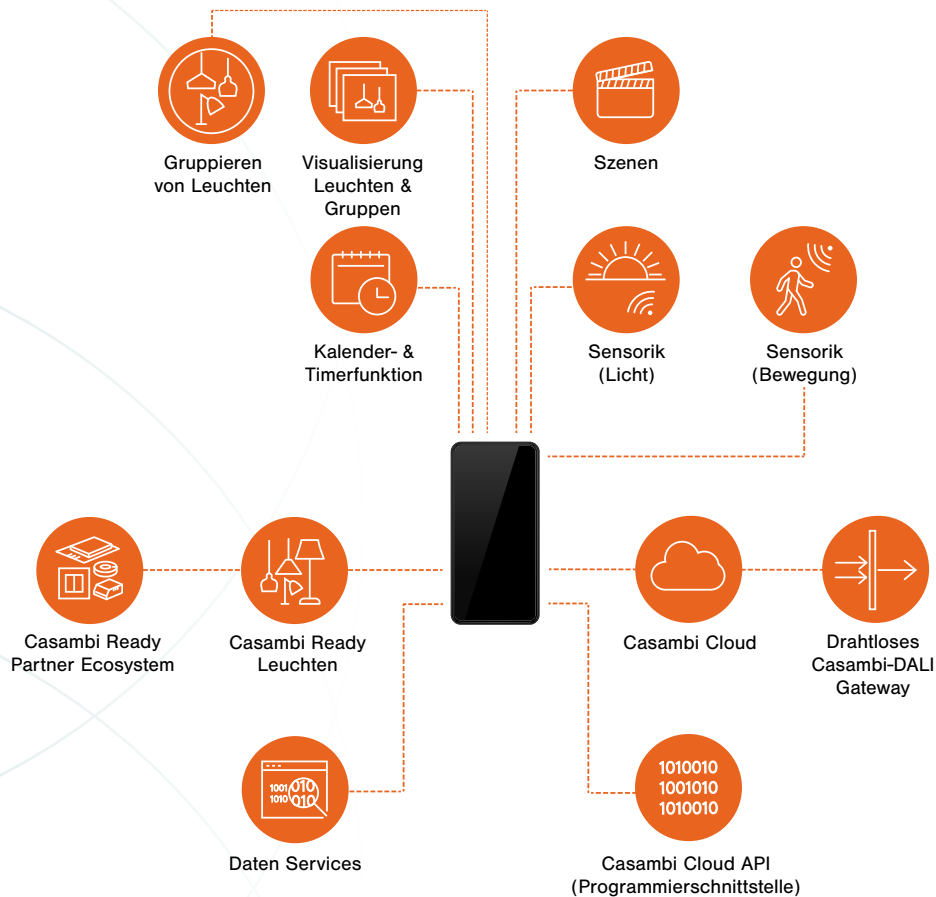 Gruppieren
von Leuchten
Visualisierung
Leuchten &
Gruppen
Szenen
Kalender- &
Timerfunktion
Sensorik
(Licht)
Sensorik
(Bewegung)
Casambi Ready
Partner Ecosystem
Casambi Ready
Leuchten
Casambi Cloud
Drahtloses
Casambi-DALI
Gateway
1001 010
1010 010
Daten Services
1010010
1001010
1010010
Casambi Cloud API
(Programmierschnittstelle)